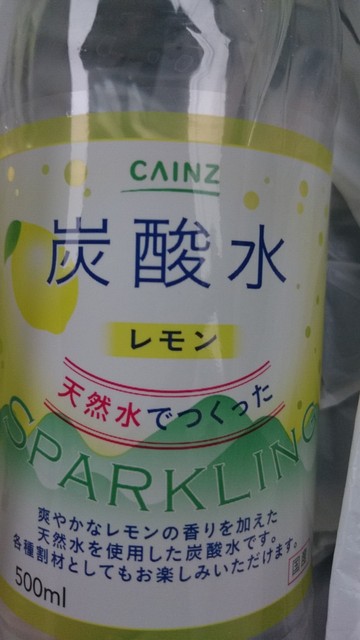 CAINZ
炭酸水
レモン
天然水でつくった
SPARKLING
爽やかなレモンの香りを加えた
天然水を使用した炭酸水です。
各種割材としてもお楽しみいただけます。
500ml
国産